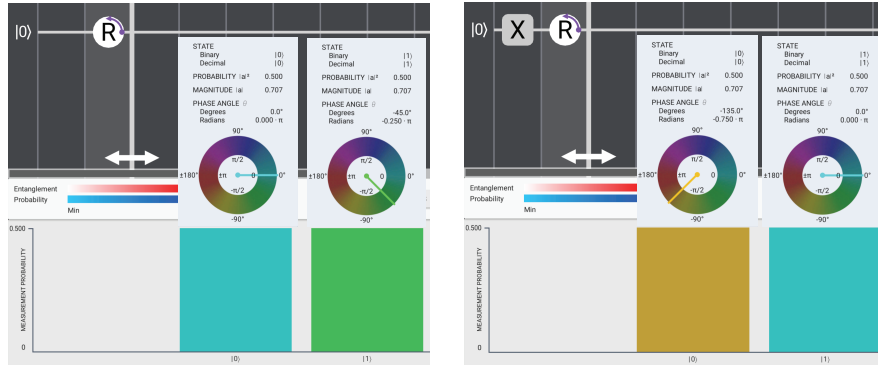 |0⟩ R
STATE
Binary |0⟩
Decimal |0⟩
PROBABILITY |a|² 0.500
MAGNITUDE |a| 0.707
PHASE ANGLE θ
Degrees 0.0°
Radians 0.000 · π
90°
π/2
±180° ±π 0 0°
-π/2
-90°
STATE
Binary |1⟩
Decimal |1⟩
PROBABILITY |a|² 0.500
MAGNITUDE |a| 0.707
PHASE ANGLE θ
Degrees -45.0°
Radians -0.250 · π
90°
π/2
±180° ±π 0 0°
-π/2
-90°
Entanglement
Probability
Min
0.500
MEASUREMENT PROBABILITY
0
|0⟩ |1⟩
|0⟩ X R
STATE
Binary |0⟩
Decimal |0⟩
PROBABILITY |a|² 0.500
MAGNITUDE |a| 0.707
PHASE ANGLE θ
Degrees -135.0°
Radians -0.750 · π
90°
π/2
±180° ±π 0 0°
-π/2
-90°
STATE
Binary |1⟩
Decimal |1⟩
PROBABILITY |a|² 0.500
MAGNITUDE |a| 0.707
PHASE ANGLE θ
Degrees 0.0°
Radians 0.000 · π
90°
π/2
±180° ±π 0 0°
-π/2
-90°
Entanglement
Probability
Min
0.500
MEASUREMENT PROBABILITY
0
|0⟩ |1⟩